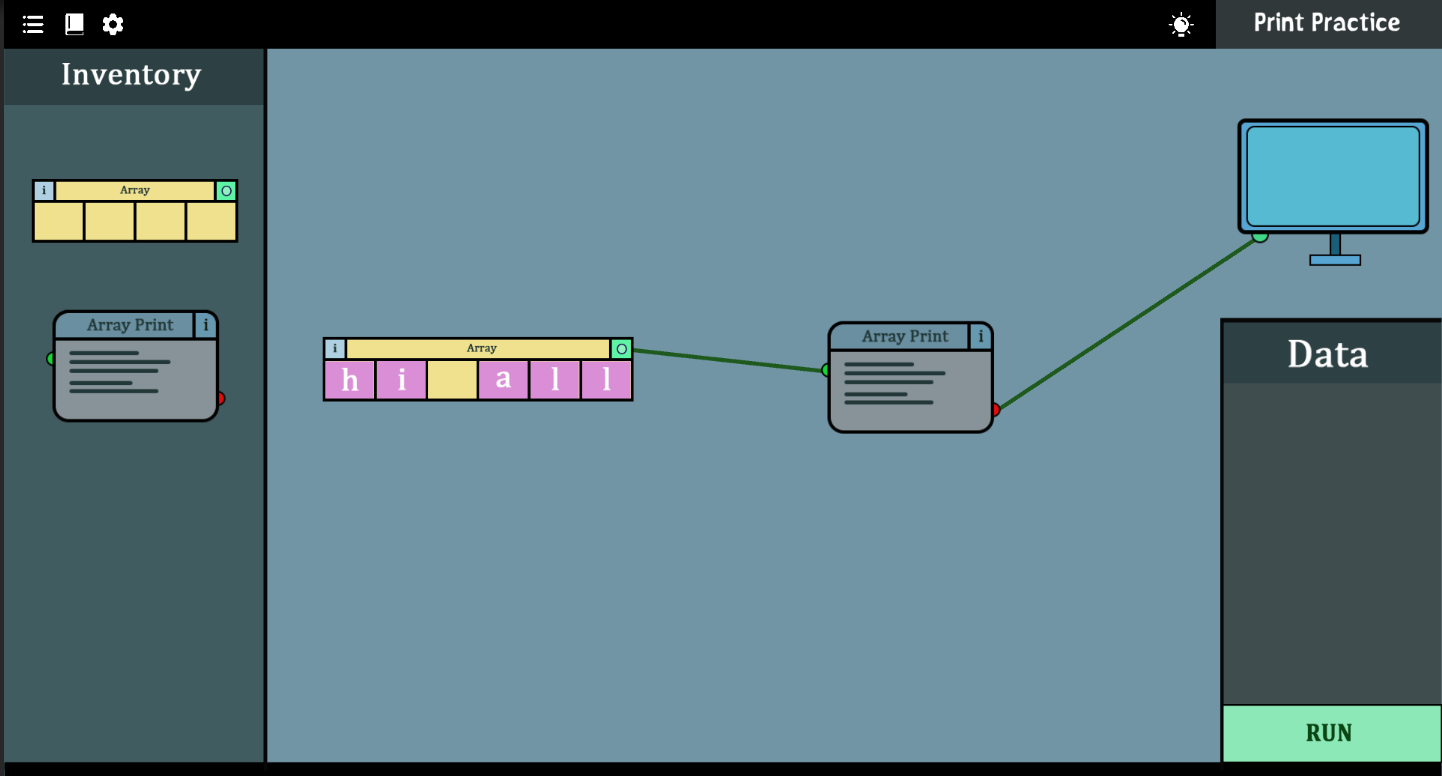 Print Practice
Inventory
i Array O
Array Print i
i Array O
h i a l l
Array Print i
Data
RUN